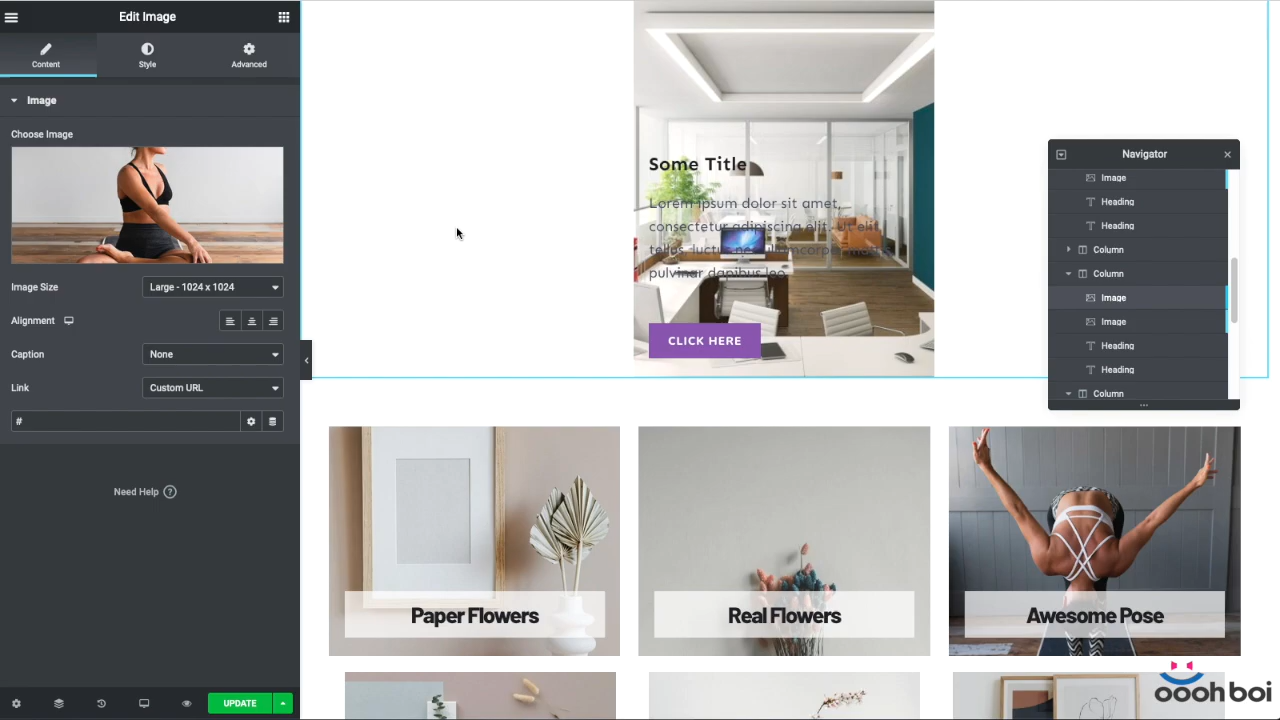 Edit Image
Content
Style
Advanced
Image
Choose Image
Image Size
Large - 1024 x 1024
Alignment
Caption
None
Link
Custom URL
#
Need Help ?
UPDATE
Some Title
Lorem ipsum dolor sit amet,
consectetur adipiscing elit. Ut elit
tellus, luctus nec ullamcorper mattis,
pulvinar dapibus leo.
CLICK HERE
Navigator
Image
Heading
Heading
Column
Column
Image
Image
Heading
Heading
Column
Paper Flowers
Real Flowers
Awesome Pose
ooohboi